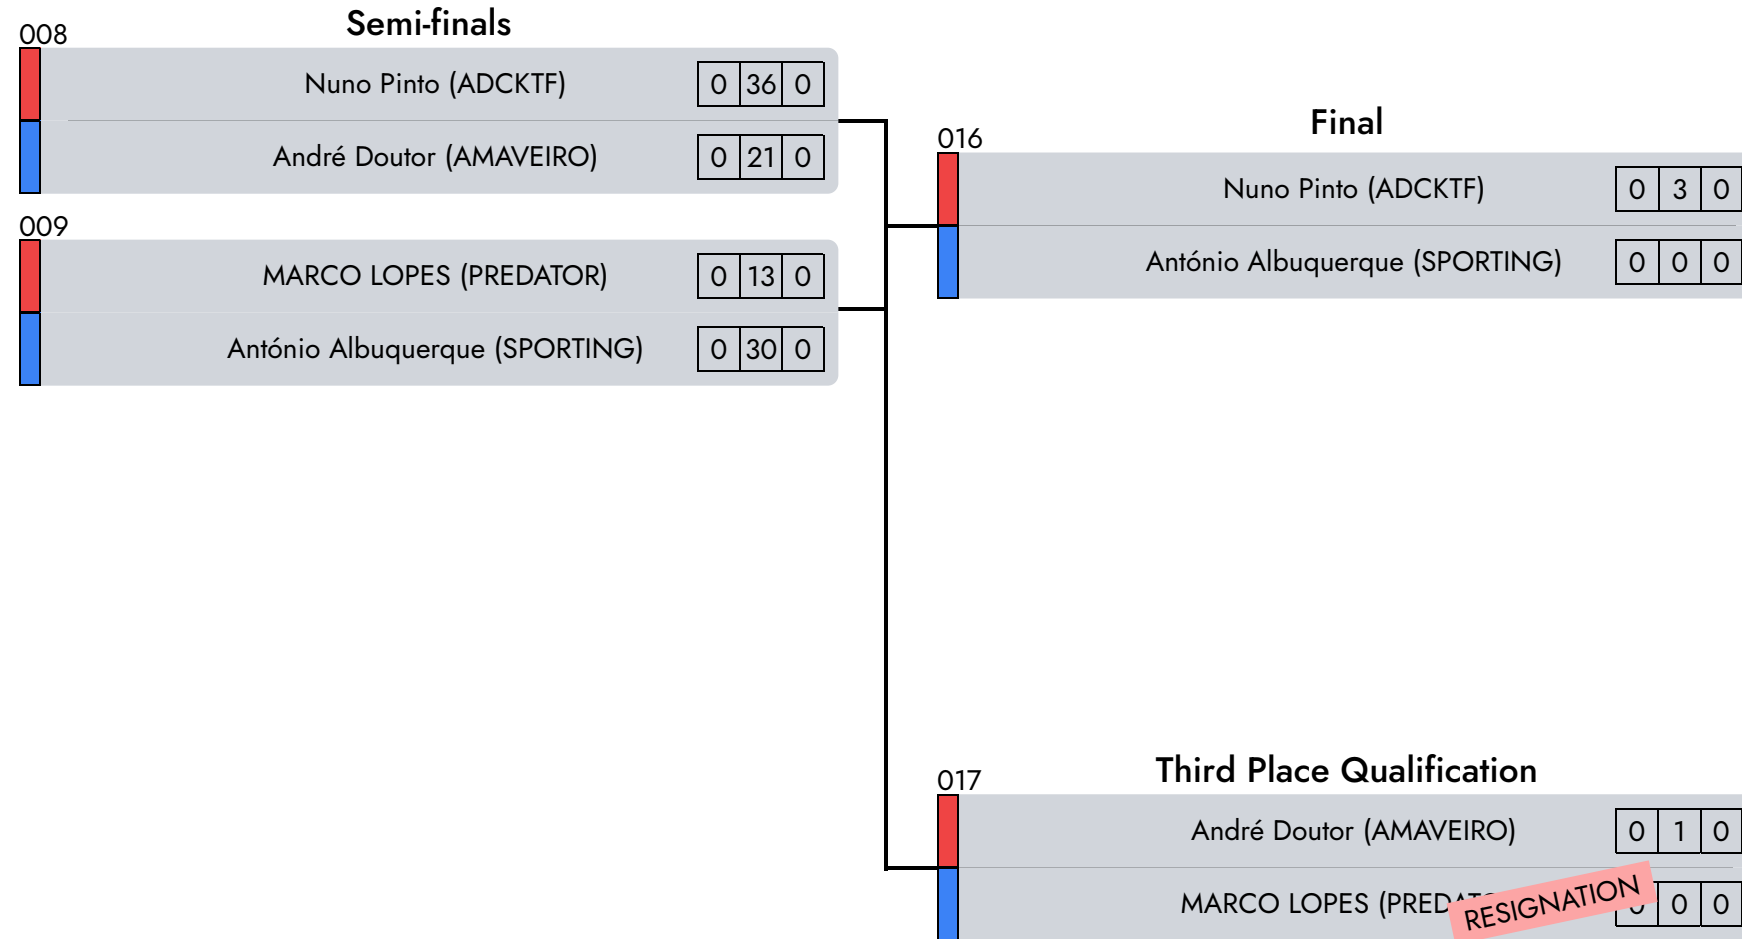 Semi-finals
008
Nuno Pinto (ADCKTF) 0 36 0
André Doutor (AMAVEIRO) 0 21 0
009
MARCO LOPES (PREDATOR) 0 13 0
António Albuquerque (SPORTING) 0 30 0
Final
016
Nuno Pinto (ADCKTF) 0 3 0
António Albuquerque (SPORTING) 0 0 0
Third Place Qualification
017
André Doutor (AMAVEIRO) 0 1 0
MARCO LOPES 0 0
RESIGNATION